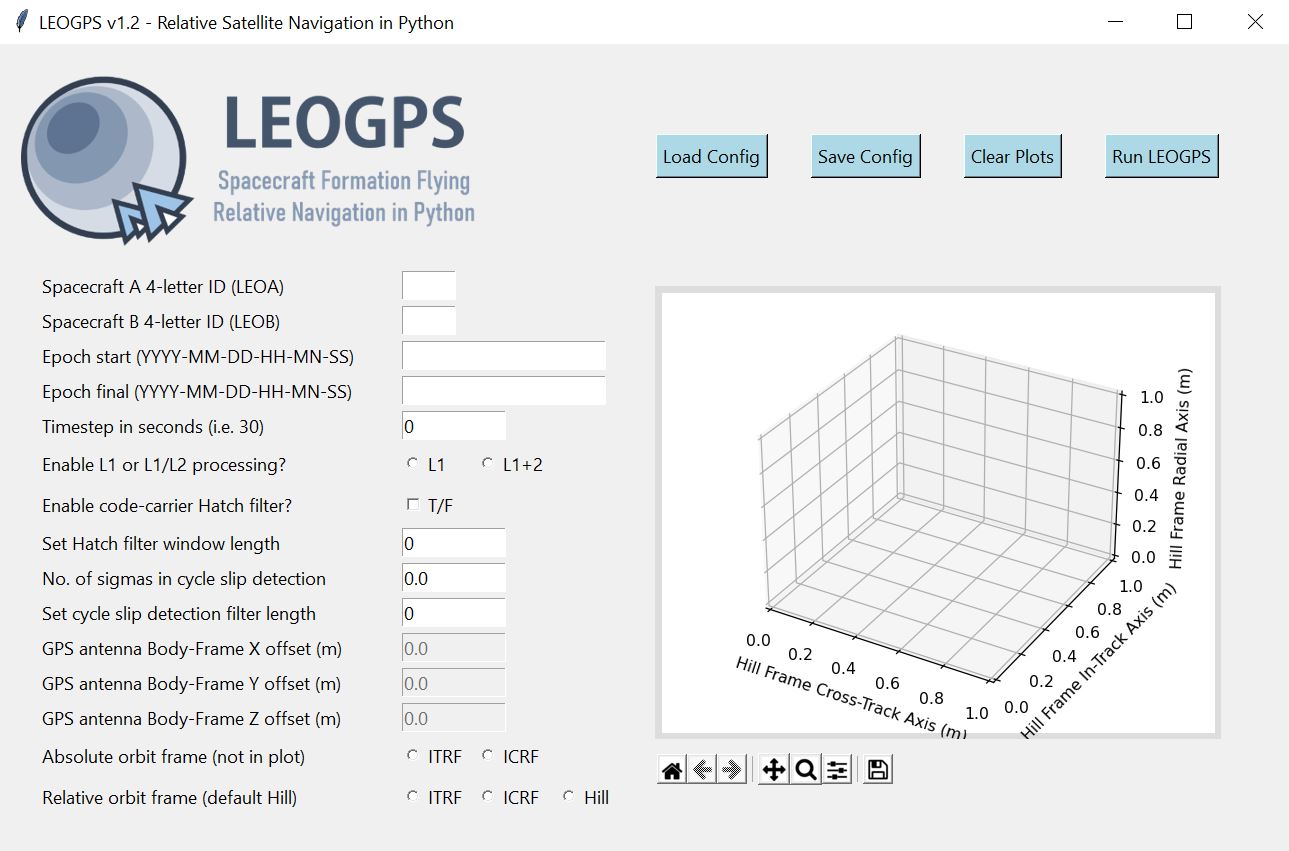 LEOGPS v1.2 - Relative Satellite Navigation in Python
LEOGPS
Spacecraft Formation Flying
Relative Navigation in Python
Load Config
Save Config
Clear Plots
Run LEOGPS
Spacecraft A 4-letter ID (LEOA)
Spacecraft B 4-letter ID (LEOB)
Epoch start (YYYY-MM-DD-HH-MN-SS)
Epoch final (YYYY-MM-DD-HH-MN-SS)
Timestep in seconds (i.e. 30) 0
Enable L1 or L1/L2 processing? L1 L1+2
Enable code-carrier Hatch filter? T/F
Set Hatch filter window length 0
No. of sigmas in cycle slip detection 0.0
Set cycle slip detection filter length 0
GPS antenna Body-Frame X offset (m) 0.0
GPS antenna Body-Frame Y offset (m) 0.0
GPS antenna Body-Frame Z offset (m) 0.0
Absolute orbit frame (not in plot) ITRF ICRF
Relative orbit frame (default Hill) ITRF ICRF Hill
1.0
0.8
0.6
0.4
0.2
0.0
Hill Frame Radial Axis (m)
1.0
0.8
0.6
0.4
0.2
0.0
Hill Frame In-Track Axis (m)
0.0
0.2
0.4
0.6
0.8
1.0
Hill Frame Cross-Track Axis (m)